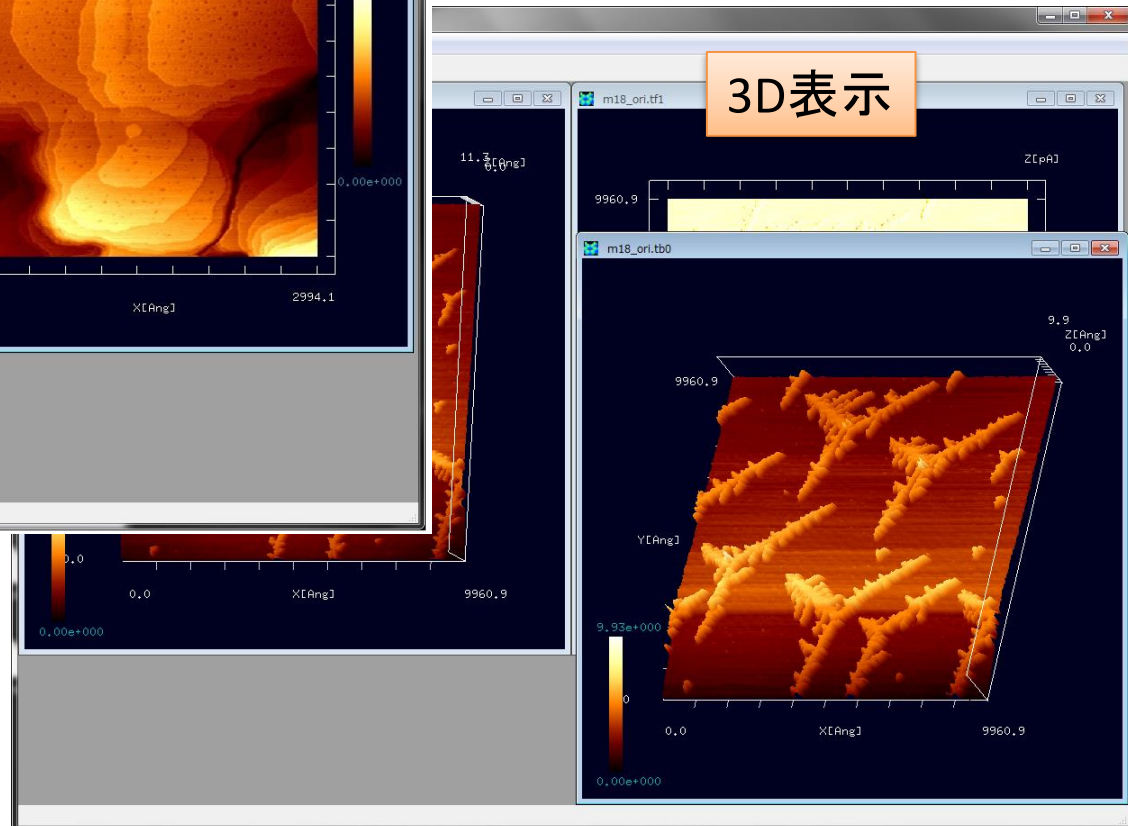 0.00e+000
2994.1
X[Ang]
3D表示
m18_ori.tf1
Z[pA]
9960.9
11.3
Z[Ang]
0.0
m18_ori.tb0
9.9
Z[Ang]
0.0
9960.9
Y[Ang]
9.93e+000
0
0.00e+000
0.0
X[Ang]
9960.9
0.0
0.0
X[Ang]
9960.9
0.00e+000